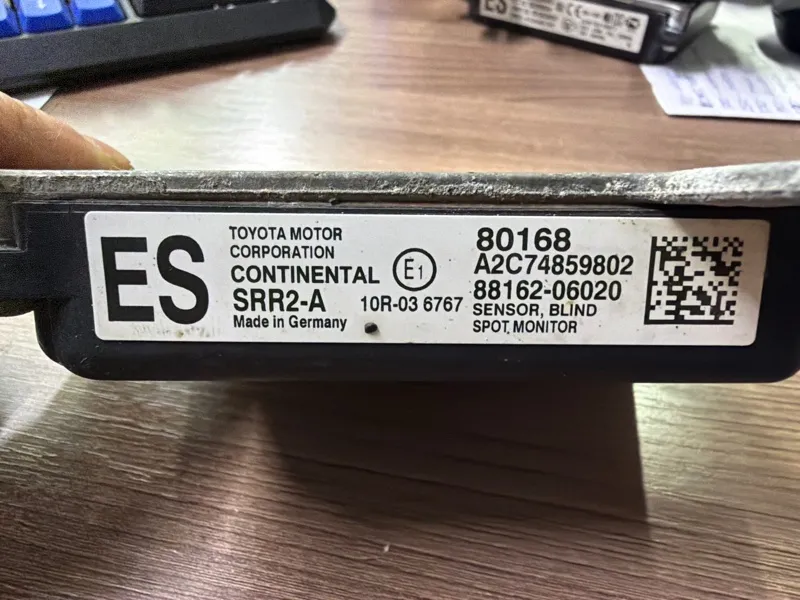 ES
TOYOTA MOTOR
CORPORATION
CONTINENTAL
SRR2-A
Made in Germany
E1
10R-03 6767
80168
A2C74859802
88162-06020
SENSOR, BLIND
SPOT MONITOR
ES